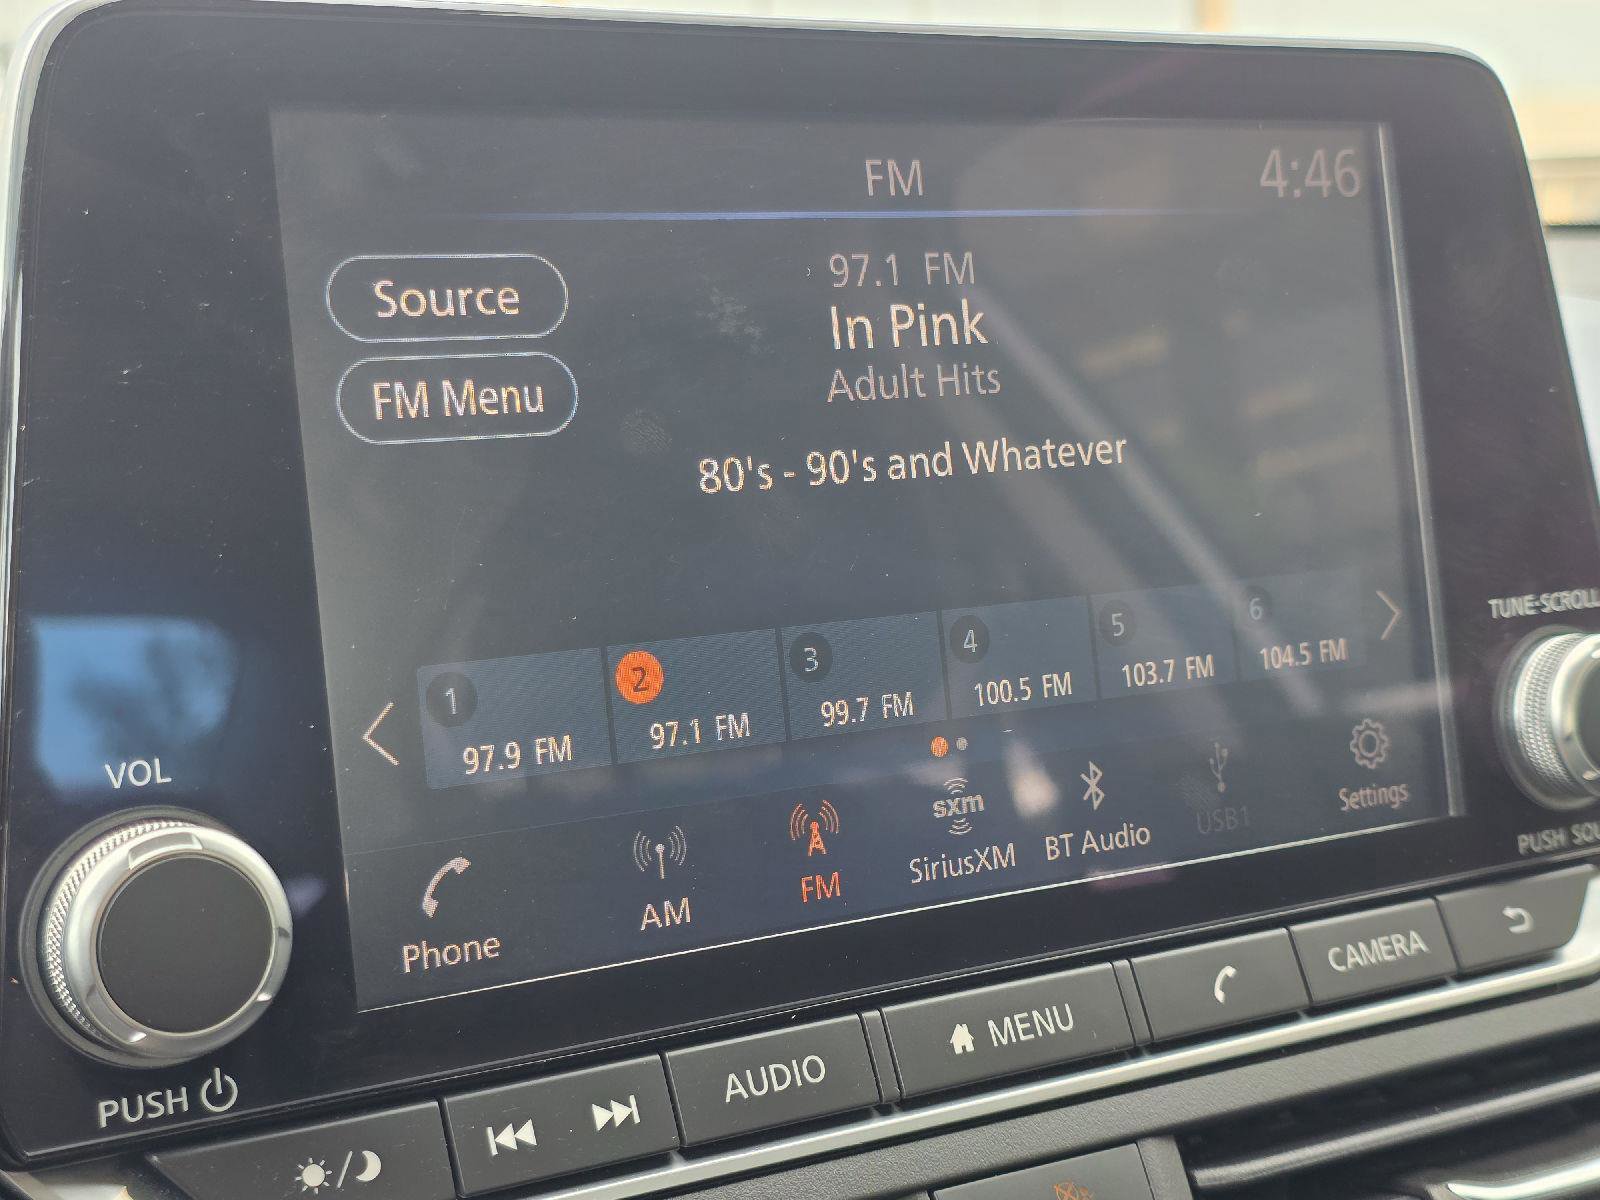 FM
4:46
Source
FM Menu
97.1 FM
In Pink
Adult Hits
80's - 90's and Whatever
1
97.9 FM
2
97.1 FM
3
99.7 FM
4
100.5 FM
5
103.7 FM
6
104.5 FM
Phone
AM
FM
sxm
SiriusXM
BT Audio
USB1
Settings
VOL
PUSH
TUNE·SCROLL
PUSH
AUDIO
MENU
CAMERA